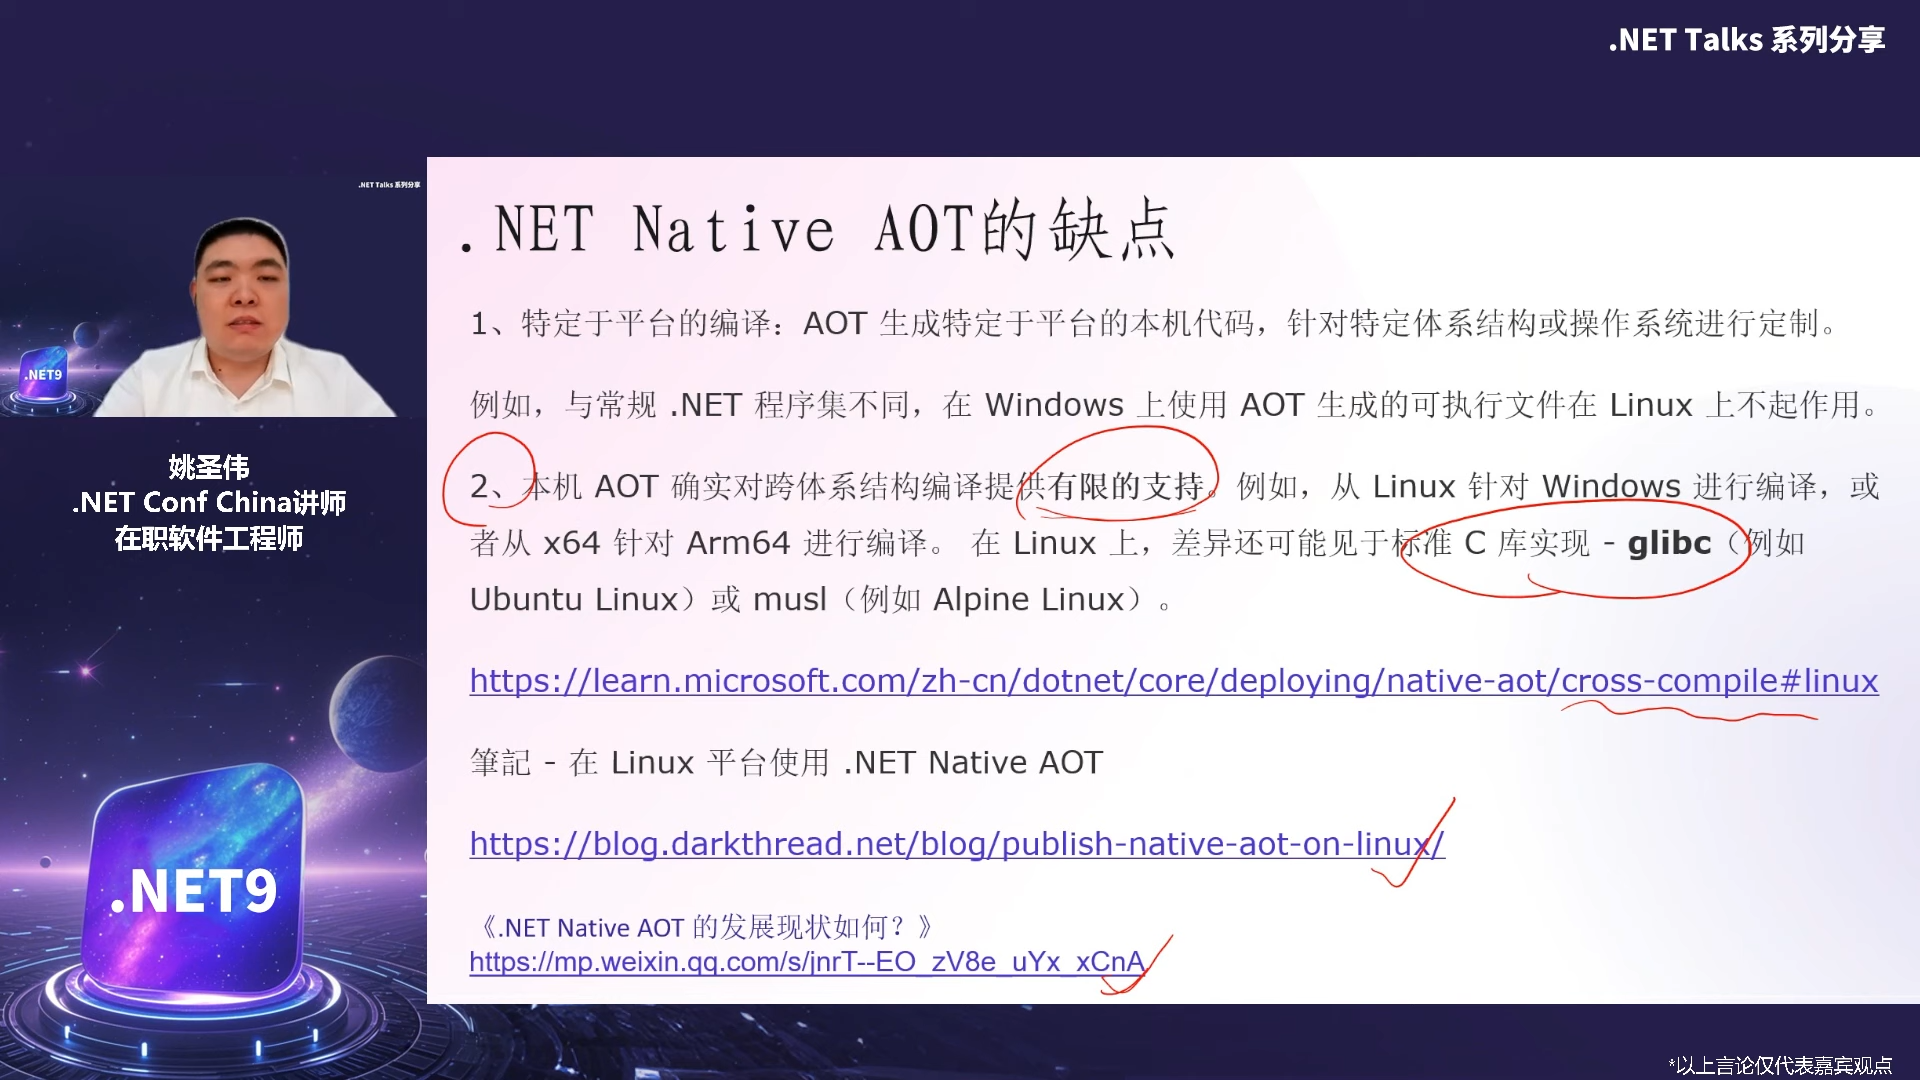 .NET Talks 系列分享
.NET Talks 系列分享
.NET9
姚圣伟
.NET Conf China讲师
在职软件工程师
.NET9
.NET Native AOT的缺点
1、特定于平台的编译：AOT 生成特定于平台的本机代码，针对特定体系结构或操作系统进行定制。
例如，与常规 .NET 程序集不同，在 Windows 上使用 AOT 生成的可执行文件在 Linux 上不起作用。
2、本机 AOT 确实对跨体系结构编译提供有限的支持。例如，从 Linux 针对 Windows 进行编译，或
者从 x64 针对 Arm64 进行编译。 在 Linux 上，差异还可能见于标准 C 库实现 - glibc（例如
Ubuntu Linux）或 musl（例如 Alpine Linux）。
https://learn.microsoft.com/zh-cn/dotnet/core/deploying/native-aot/cross-compile#linux
筆記 - 在 Linux 平台使用 .NET Native AOT
https://blog.darkthread.net/blog/publish-native-aot-on-linux/
《.NET Native AOT 的发展现状如何？》
https://mp.weixin.qq.com/s/jnrT--EO_zV8e_uYx_xCnA
*以上言论仅代表嘉宾观点